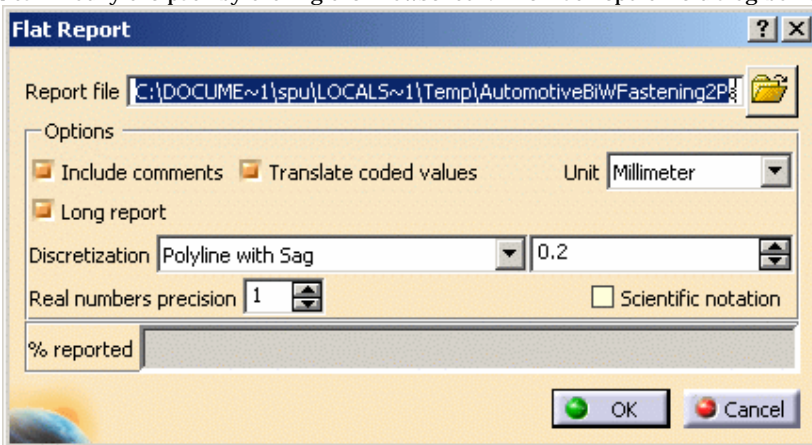 Flat Report
Report file C:\DOCUME~1\spu\LOCALS~1\Temp\AutomotiveBiWFastening2Ps
Options
Include comments Translate coded values Unit Millimeter
Long report
Discretization Polyline with Sag 0.2
Real numbers precision 1 Scientific notation
% reported
OK Cancel